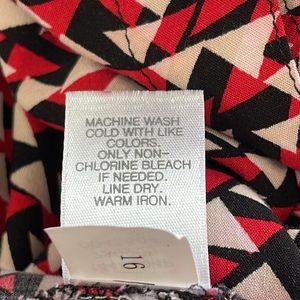 MACHINE WASH
COLD WITH LIKE
COLORS.
ONLY NON-
CHLORINE BLEACH
IF NEEDED.
LINE DRY.
WARM IRON.
16